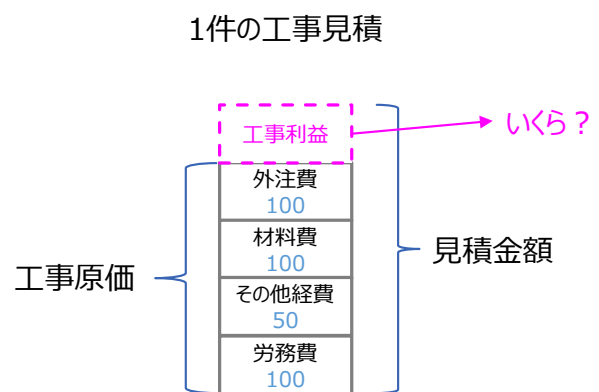 1件の工事見積
工事利益
いくら？
外注費
100
材料費
100
見積金額
工事原価
その他経費
50
労務費
100